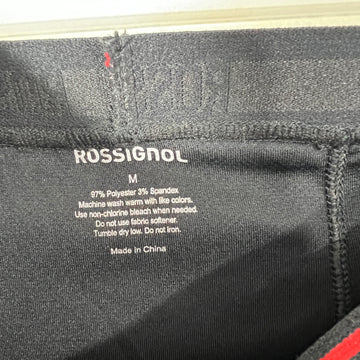 ROSSIGNOL
M
97% Polyester 3% Spandex
Machine wash warm with like colors.
Use non-chlorine bleach when needed.
Do not use fabric softener.
Tumble dry low. Do not Iron.
Made in China